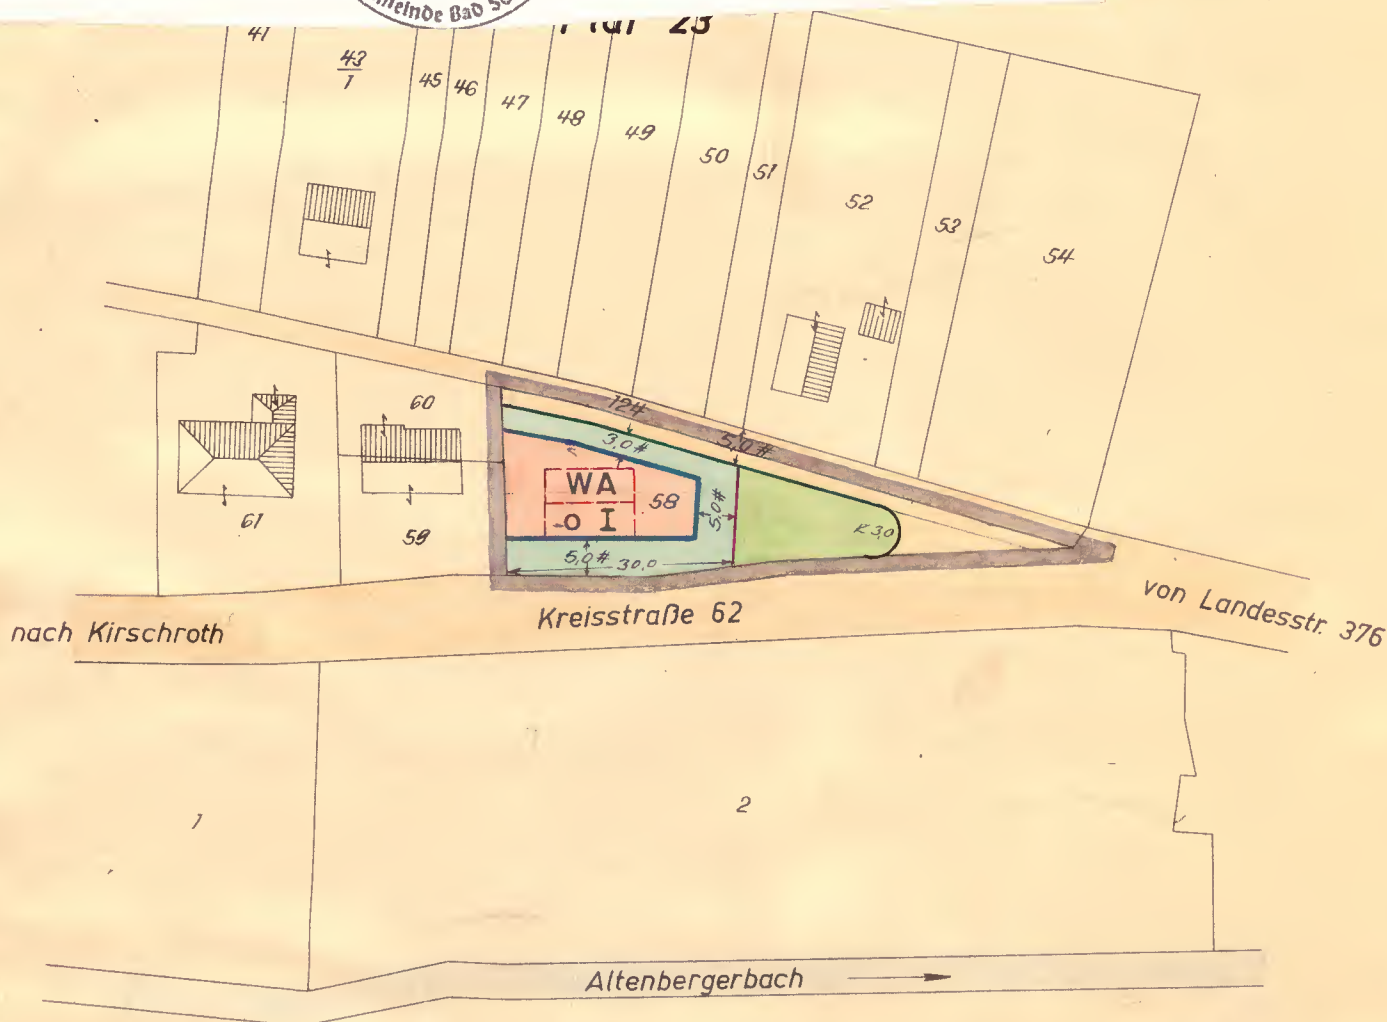 meinde Bad So
Flur 23
41
43
1
45
46
47
48
49
50
51
52
53
54
60
124
3,0#
5,0#
WA
58
5,0#
R 3,0
o I
61
59
5,0#
30,0
Kreisstraße 62
von Landesstr. 376
nach Kirschroth
1
2
Altenbergerbach